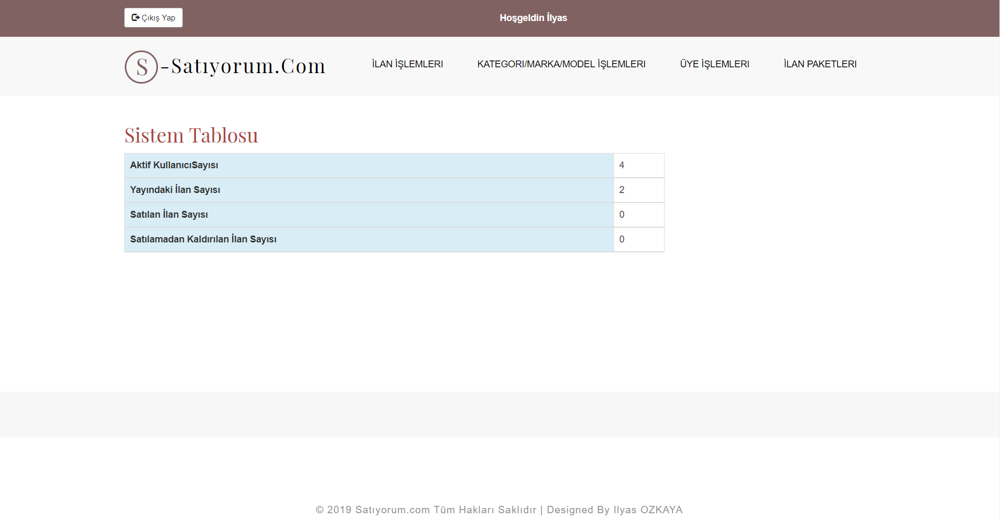 Çıkış Yap
Hoşgeldin İlyas
S-Satıyorum.Com
İLAN İŞLEMLERI
KATEGORI/MARKA/MODEL İŞLEMLERI
ÜYE İŞLEMLERI
İLAN PAKETLERI
Sistem Tablosu
Aktif KullanıcıSayısı 4
Yayındaki İlan Sayısı 2
Satılan İlan Sayısı 0
Satılamadan Kaldırılan İlan Sayısı 0
© 2019 Satıyorum.com Tüm Hakları Saklıdır | Designed By Ilyas OZKAYA